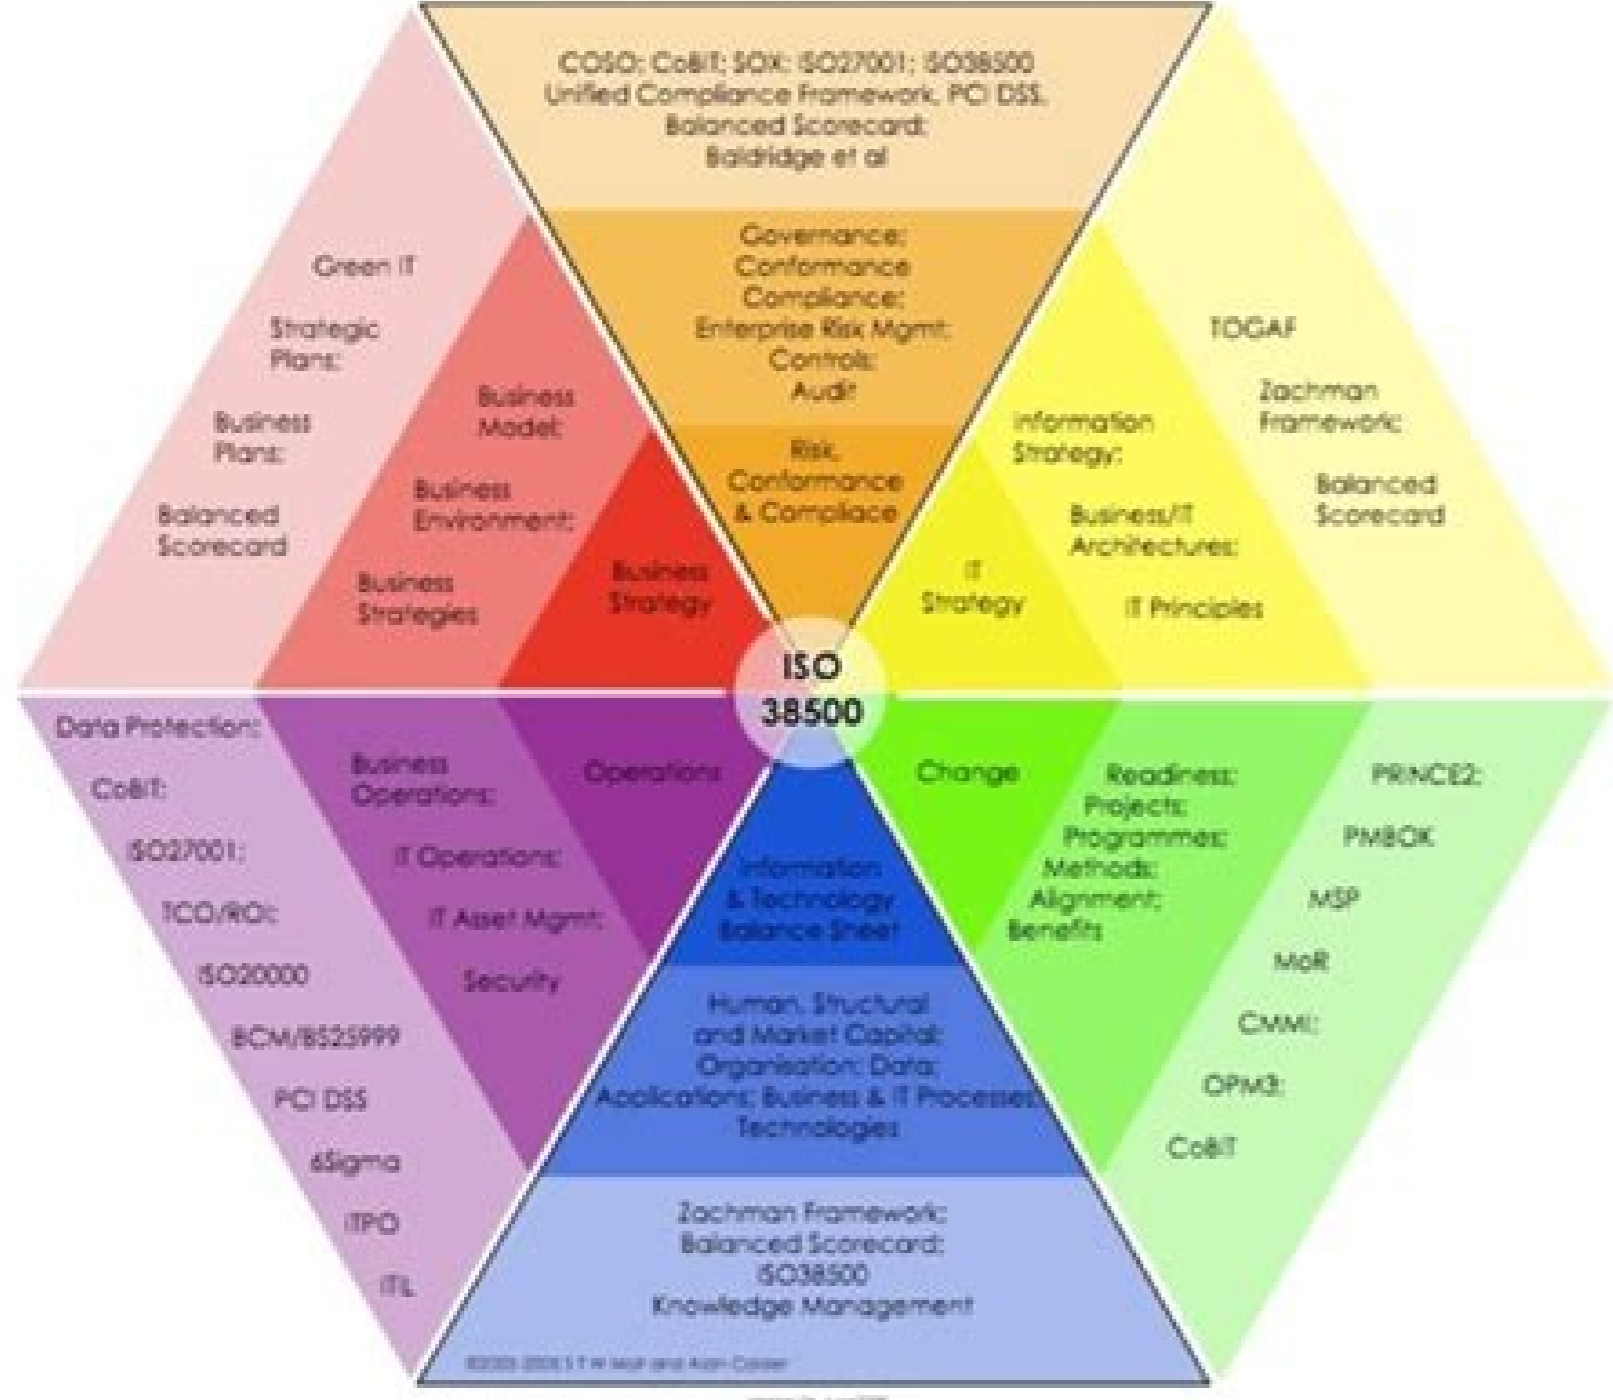 COSO; CoBIT; SOX; ISO27001; ISO38500
Unified Compliance Framework, PCI DSS,
Balanced Scorecard;
Baldridge et al
Governance;
Conformance
Compliance;
Enterprise Risk Mgmt;
Controls;
Audit
Risk,
Conformance
& Compliace
Green IT
Strategic
Plans;
Business
Plans;
Balanced
Scorecard
Business
Model;
Business
Environment;
Business
Strategies
Business
Strategy
IT
Strategy
Information
Strategy;
Business/IT
Architectures;
IT Principles
TOGAF
Zachman
Framework;
Balanced
Scorecard
ISO
38500
Data Protection;
CoBIT;
ISO27001;
TCO/ROI;
ISO20000
BCM/BS25999
PCI DSS
6Sigma
ITPO
ITIL
Business
Operations;
IT Operations;
IT Asset Mgmt;
Security
Operations
Information
& Technology
Balance Sheet
Human, Structural
and Market Capital;
Organisation; Data;
Applications; Business & IT Processes;
Technologies
Zachman Framework;
Balanced Scorecard;
ISO38500
Knowledge Management
and Alan Calder
Change
Readiness;
Projects;
Programmes;
Methods;
Alignment;
Benefits
PRINCE2;
PMBOK
MSP
MoR
CMMI;
OPM3;
CoBIT